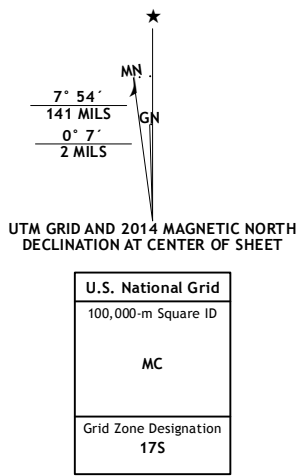 ★
MN
GN
7° 54´
141 MILS
0° 7´
2 MILS
UTM GRID AND 2014 MAGNETIC NORTH
DECLINATION AT CENTER OF SHEET
U.S. National Grid
100,000-m Square ID
MC
Grid Zone Designation
17S